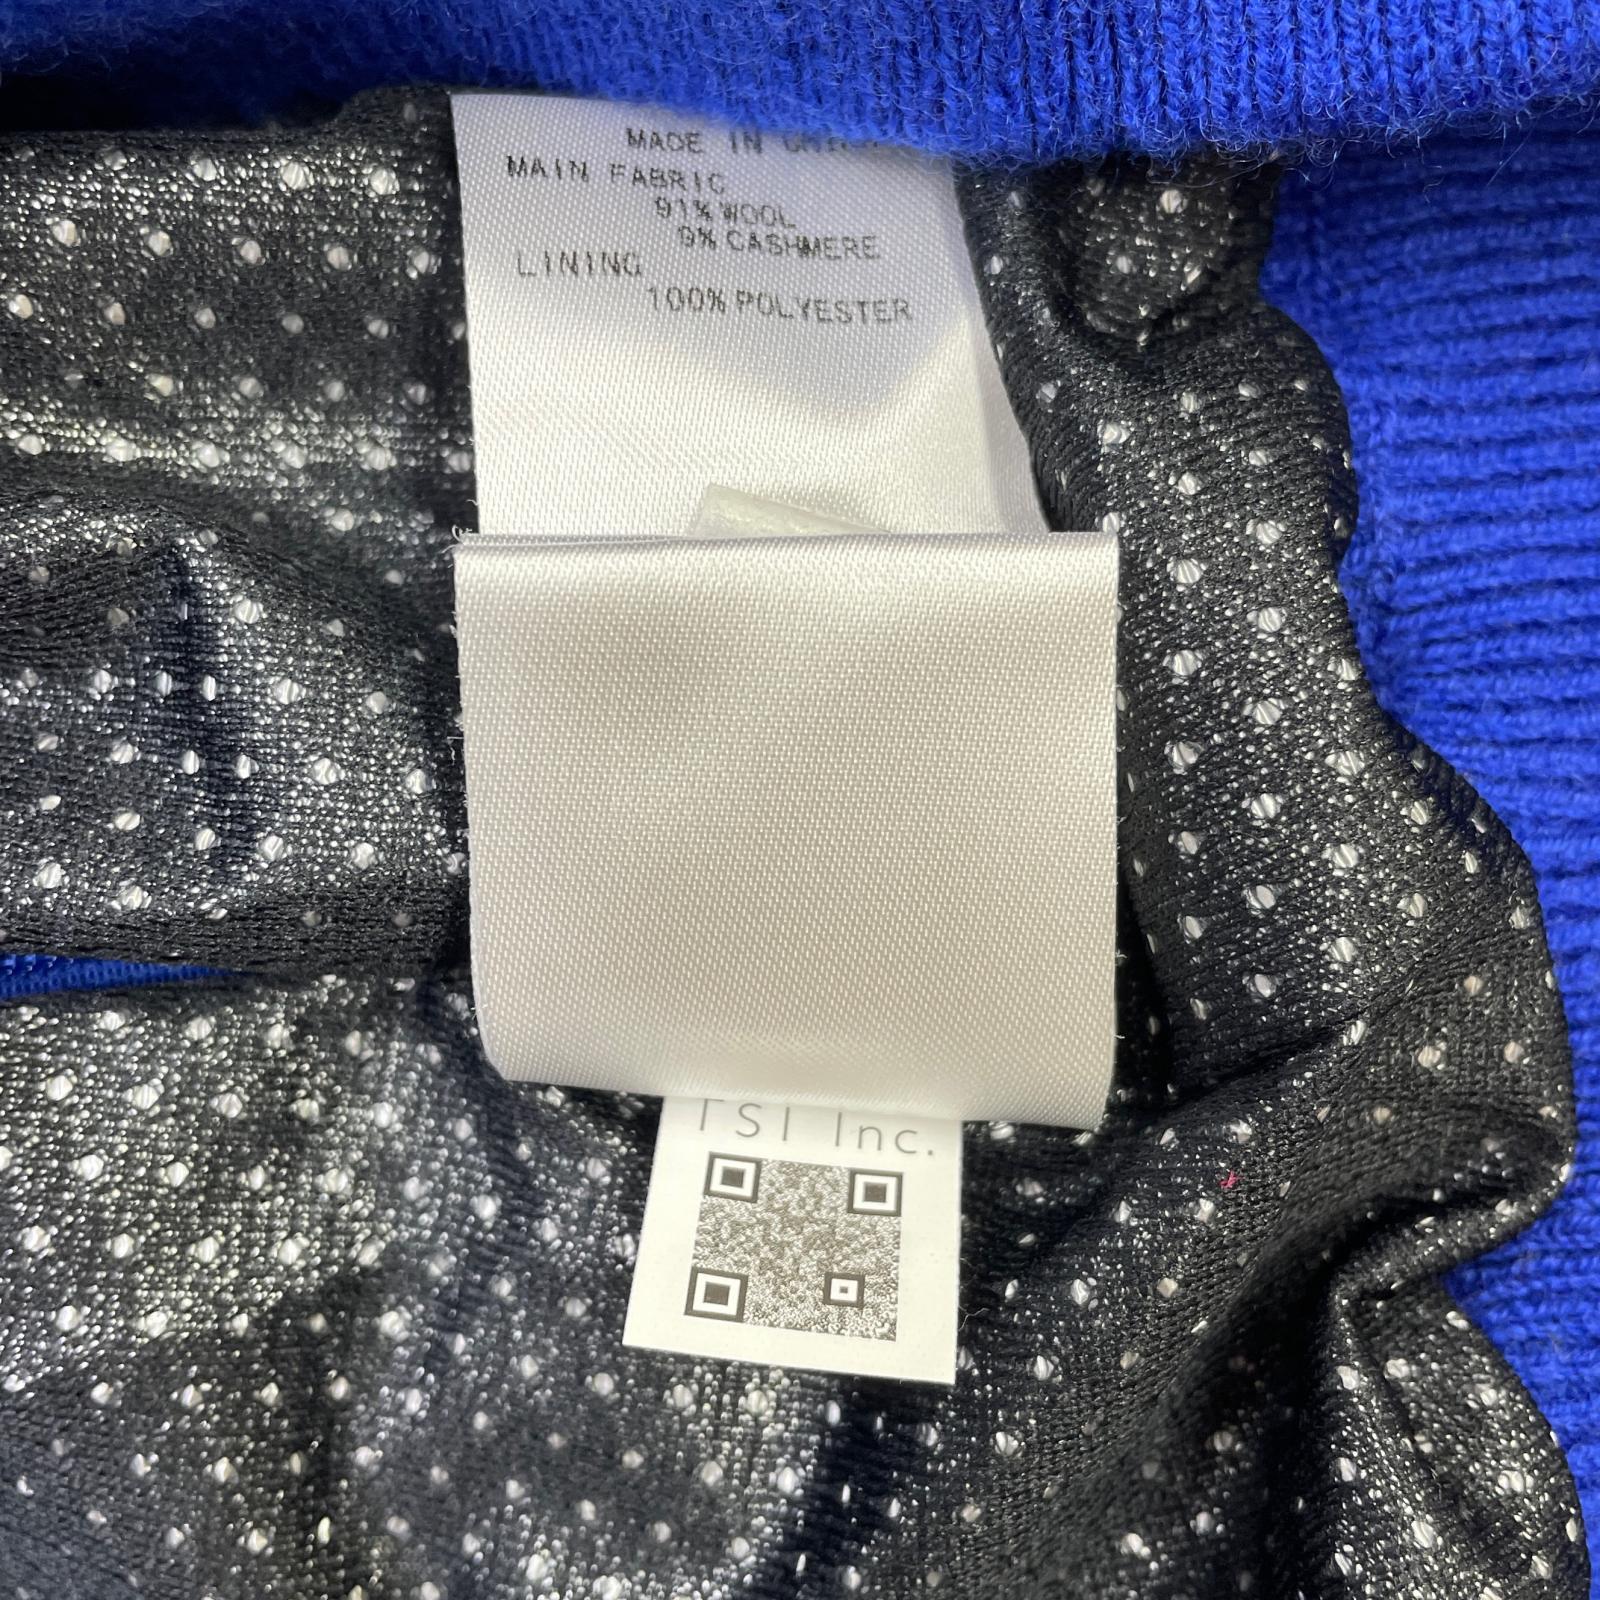 MADE IN CHINA
MAIN FABRIC
91% WOOL
9% CASHMERE
LINING
100% POLYESTER
TSI Inc.